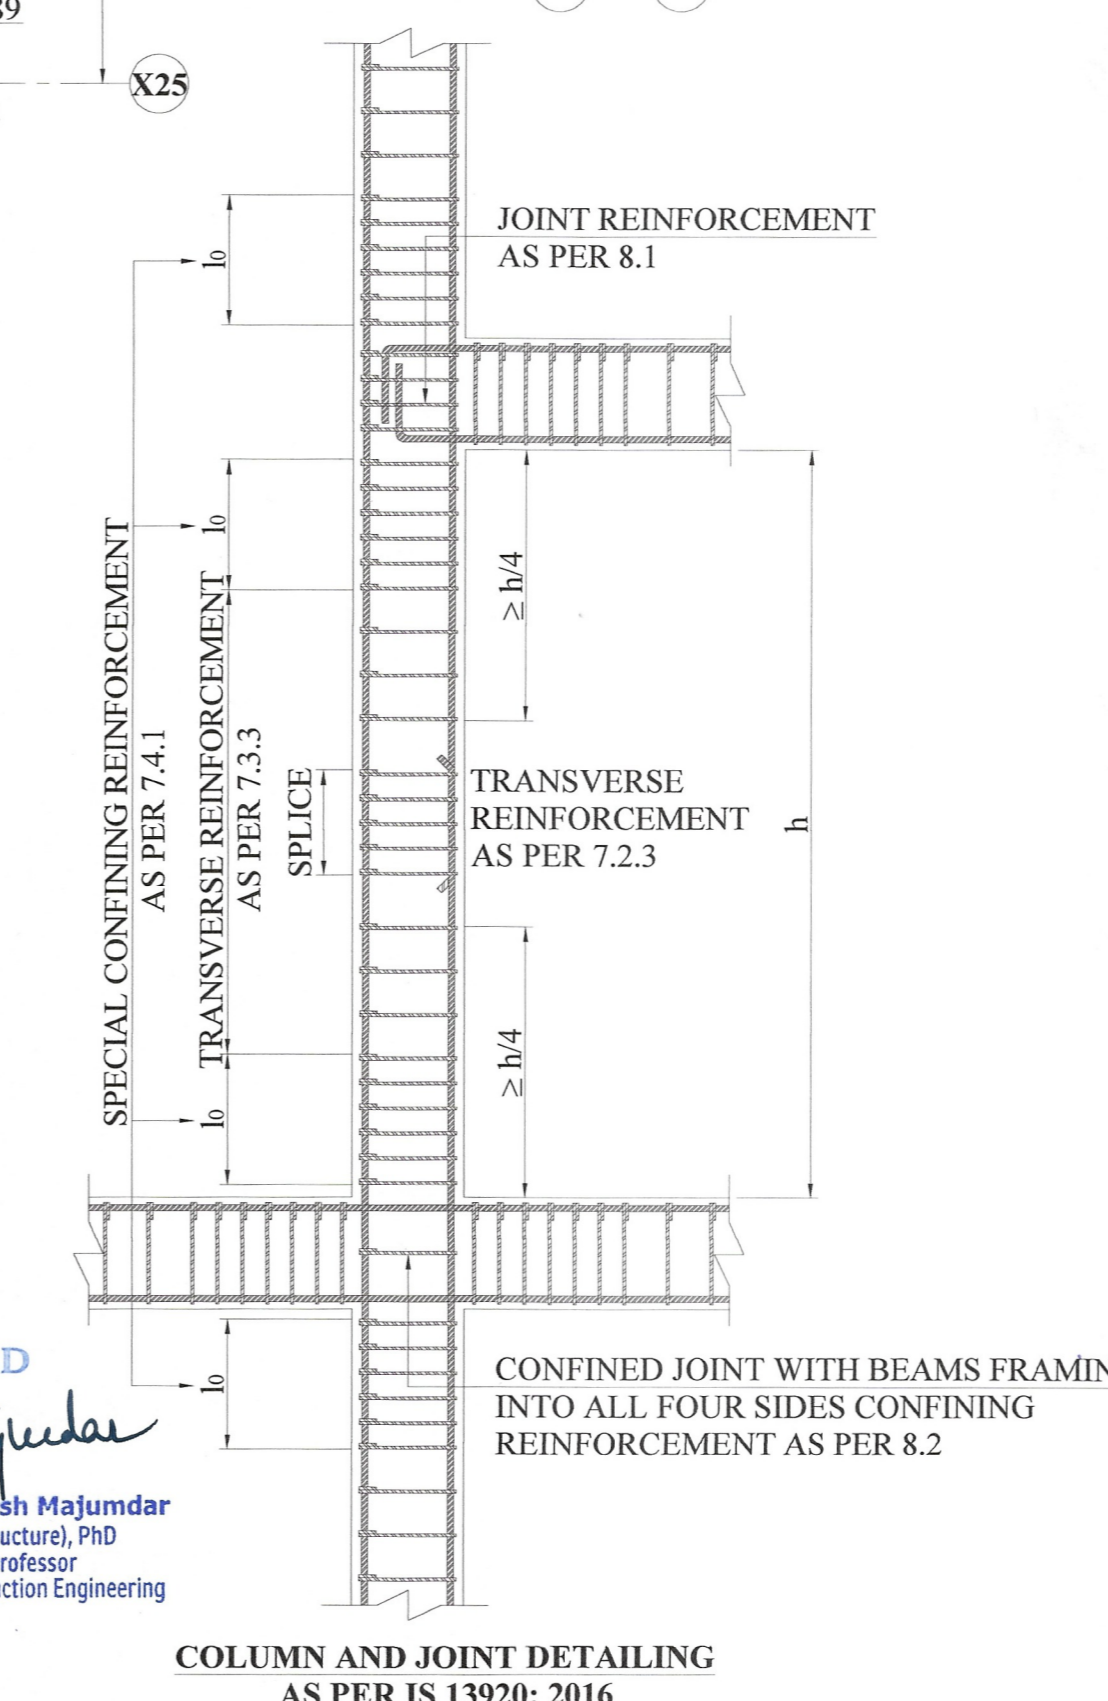 39
X25
JOINT REINFORCEMENT
AS PER 8.1
lo
lo
SPECIAL CONFINING REINFORCEMENT
AS PER 7.4.1
TRANSVERSE REINFORCEMENT
AS PER 7.3.3
SPLICE
≥ h/4
TRANSVERSE
REINFORCEMENT
AS PER 7.2.3
h
≥ h/4
lo
lo
CONFINED JOINT WITH BEAMS FRAMIN
INTO ALL FOUR SIDES CONFINING
REINFORCEMENT AS PER 8.2
D
sh Majumdar
ucture), PhD
rofessor
ction Engineering
COLUMN AND JOINT DETAILING
AS PER IS 13920: 2016